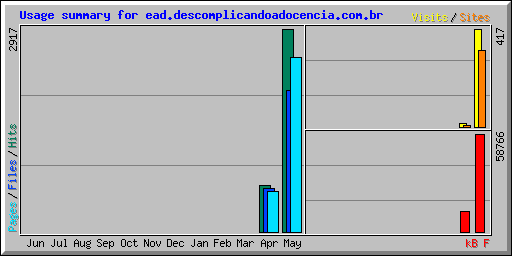 Usage summary for ead.descomplicandoadocencia.com.br
Visits / Sites
2917
417
58766
Pages / Files / Hits
Jun Jul Aug Sep Oct Nov Dec Jan Feb Mar Apr May
kB F